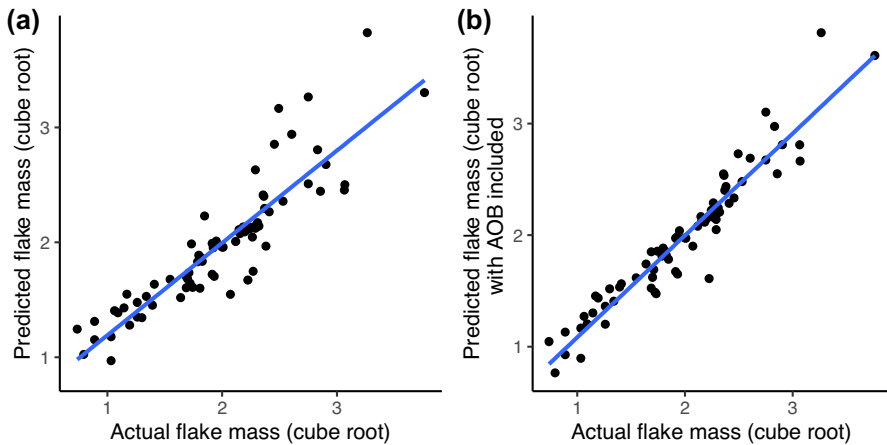 (a)
Predicted flake mass (cube root)
3
2
1
1 2 3
Actual flake mass (cube root)
(b)
Predicted flake mass (cube root)
with AOB included
3
2
1
1 2 3
Actual flake mass (cube root)